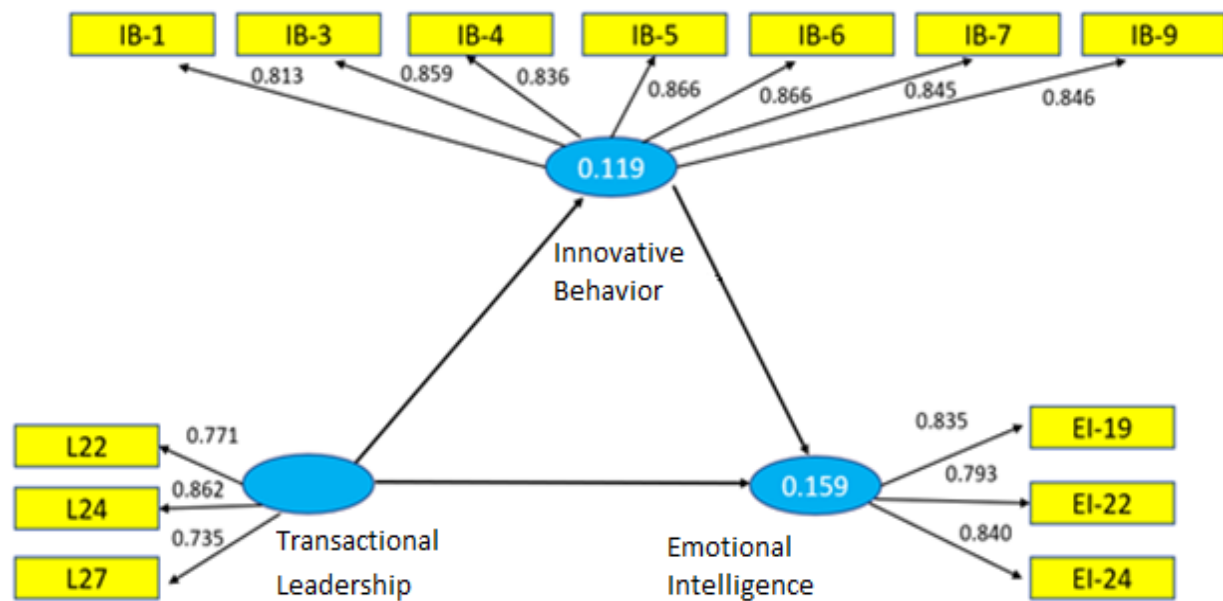 IB-1 IB-3 IB-4 IB-5 IB-6 IB-7 IB-9
0.813 0.859 0.836 0.866 0.866 0.845 0.846
0.119
Innovative
Behavior
L22
0.771
L24
0.862
L27
0.735
Transactional
Leadership
0.159
Emotional
Intelligence
0.835
EI-19
0.793
EI-22
0.840
EI-24